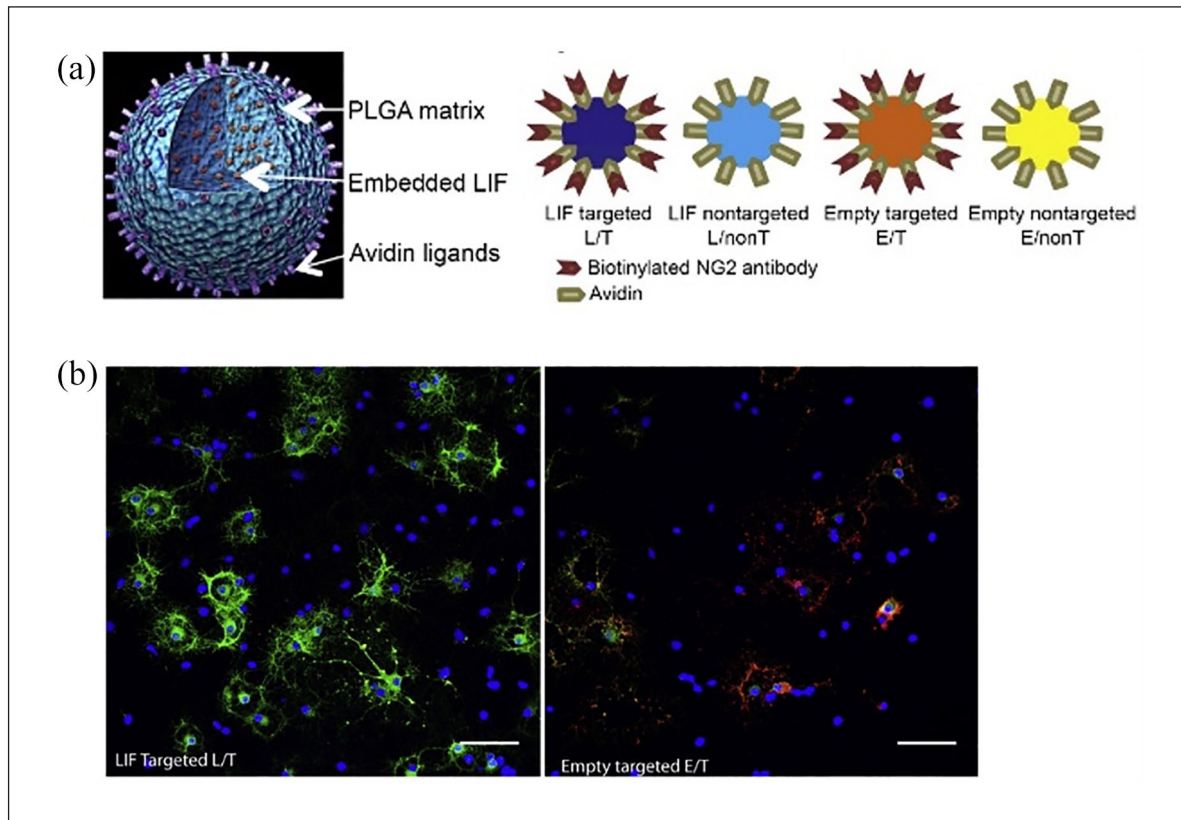 (a)
PLGA matrix
Embedded LIF
Avidin ligands
LIF targeted
L/T
LIF nontargeted
L/nonT
Empty targeted
E/T
Empty nontargeted
E/nonT
Biotinylated NG2 antibody
Avidin
(b)
LIF Targeted L/T
Empty targeted E/T